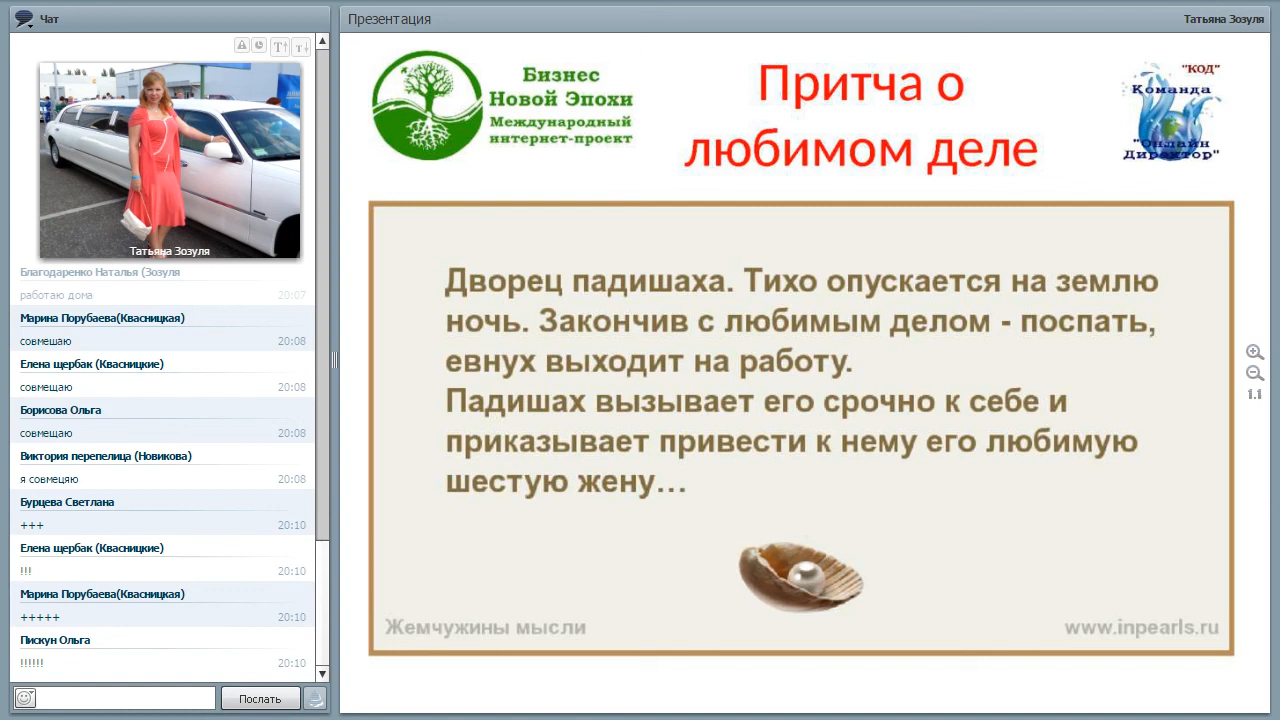 Чат
Татьяна Зозуля
Благодаренко Наталья (Зозуля
работаю дома 20:07
Марина Порубаева(Квасницкая)
совмешаю 20:08
Елена щербак (Квасницкие)
совмещаю 20:08
Борисова Ольга
совмещаю 20:08
Виктория перепелица (Новикова)
я совмецяю 20:08
Бурцева Светлана
+++ 20:10
Елена щербак (Квасницкие)
!!! 20:10
Марина Порубаева(Квасницкая)
+++++ 20:10
Пискун Ольга
!!!!!! 20:10
Послать
Презентация
Татьяна Зозуля
Бизнес
Новой Эпохи
Международный
интернет-проект
Притча о
любимом деле
"КОД"
Команда
"Онлайн
Директор"
Дворец падишаха. Тихо опускается на землю
ночь. Закончив с любимым делом - поспать,
евнух выходит на работу.
Падишах вызывает его срочно к себе и
приказывает привести к нему его любимую
шестую жену…
Жемчужины мысли
www.inpearls.ru
1.1